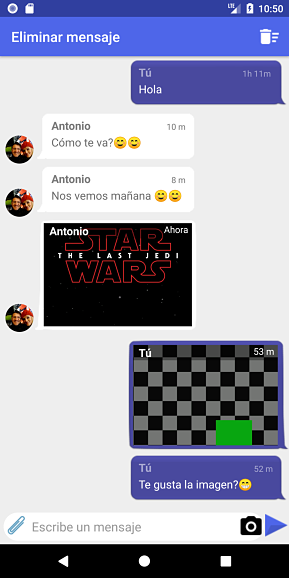 LTE 10:50
Eliminar mensaje
Tú 1h 11m
Hola
Antonio 10 m
Cómo te va?😊😊
Antonio 8 m
Nos vemos mañana 😊😊
Antonio Ahora
STAR
THE LAST JEDI
WARS
Tú 53 m
Tú 52 m
Te gusta la imagen?😁
Escribe un mensaje